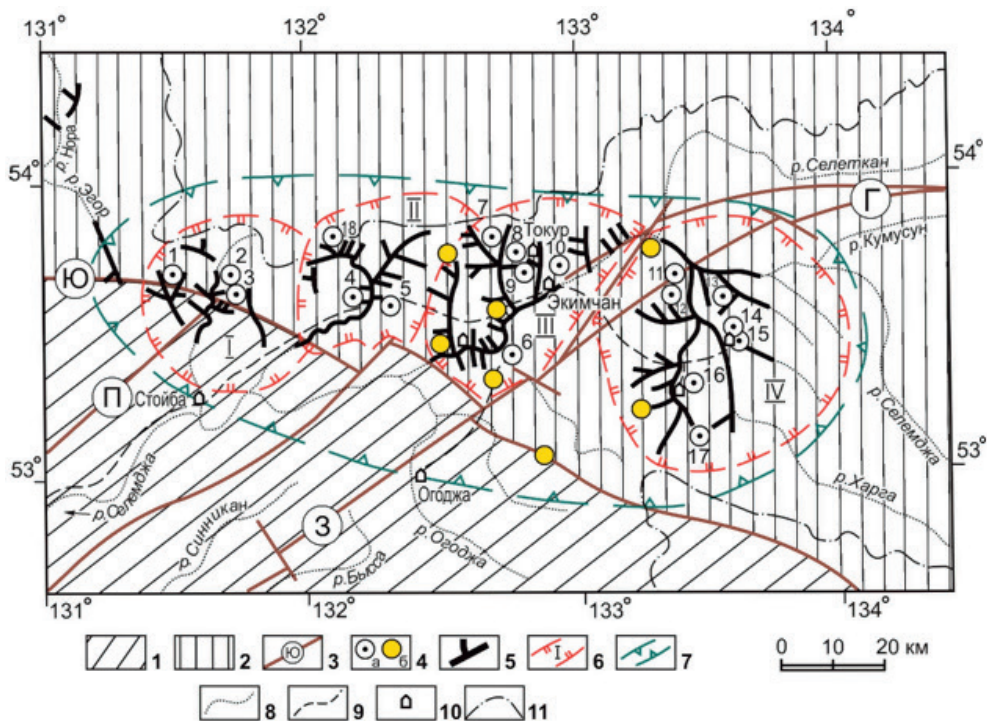 131° 132° 133° 134°
54° 54°
р. Нора
р. Эгор
р.Селеткан
Г
р.Кумусун
II
7
18
8 Токур
10
1 2
3
Ю
4 5
9
Экимчан
11
12
13
14
15
III
6
I
16
IV
П
Стойба
17
53° 53°
р.Селемджа
р.Селемджа
Огоджа
р.Харга
р.Синникан
З
р.Огоджа
р.Бысса
131° 132° 133° 134°
1 2 Ю 3 а б 4 5 I 6 7
0 10 20 км
8 9 10 11